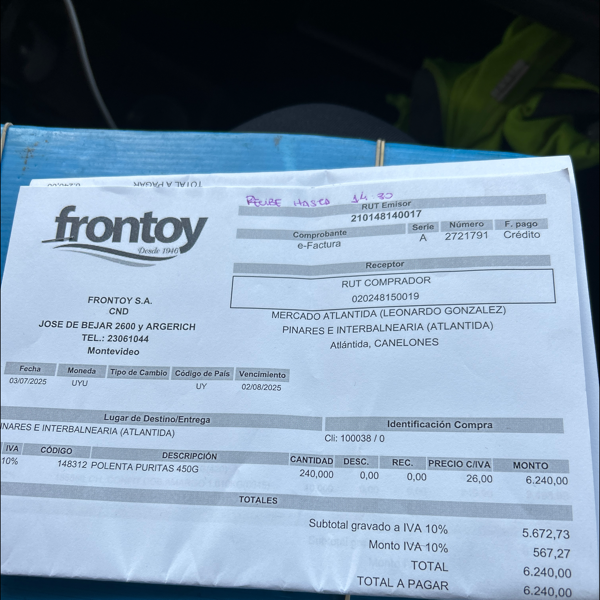 TOTAL A PAGAR
RECIBE HASTA 14 30
frontoy
Desde 1946
RUT Emisor
210148140017
Comprobante Serie Número F. pago
e-Factura A 2721791 Crédito
Receptor
RUT COMPRADOR
020248150019
MERCADO ATLANTIDA (LEONARDO GONZALEZ)
PINARES E INTERBALNEARIA (ATLANTIDA)
Atlántida, CANELONES
FRONTOY S.A.
CND
JOSE DE BEJAR 2600 y ARGERICH
TEL.: 23061044
Montevideo
Fecha Moneda Tipo de Cambio Código de País Vencimiento
03/07/2025 UYU UY 02/08/2025
Lugar de Destino/Entrega Identificación Compra
INARES E INTERBALNEARIA (ATLANTIDA) Cli: 100038 / 0
IVA CÓDIGO DESCRIPCIÓN CANTIDAD DESC. REC. PRECIO C/IVA MONTO
10% 148312 POLENTA PURITAS 450G 240,000 0,00 0,00 26,00 6.240,00
TOTALES
Subtotal gravado a IVA 10% 5.672,73
Monto IVA 10% 567,27
TOTAL 6.240,00
TOTAL A PAGAR 6.240,00